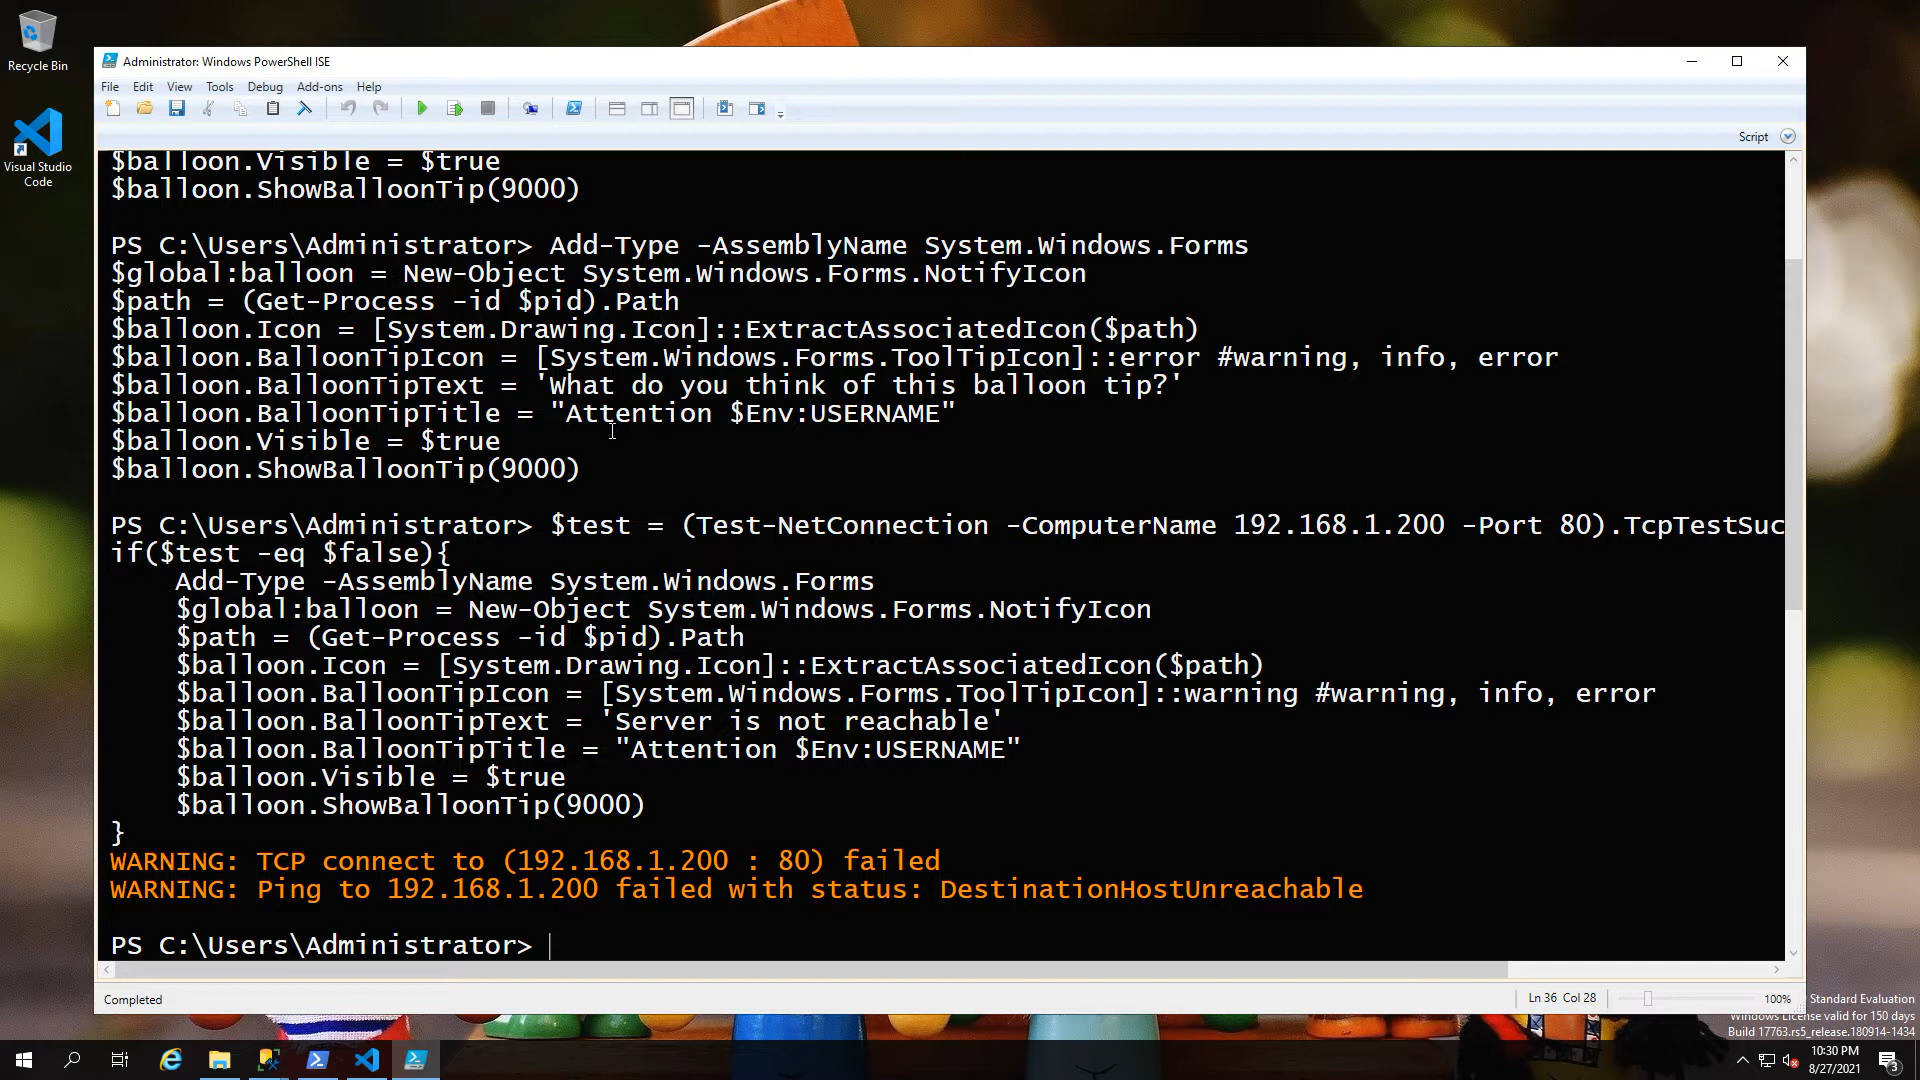 Recycle Bin
Visual Studio
Code
Administrator: Windows PowerShell ISE
File Edit View Tools Debug Add-ons Help
Script
$balloon.Visible = $true
$balloon.ShowBalloonTip(9000)
PS C:\Users\Administrator> Add-Type -AssemblyName System.Windows.Forms
$global:balloon = New-Object System.Windows.Forms.NotifyIcon
$path = (Get-Process -id $pid).Path
$balloon.Icon = [System.Drawing.Icon]::ExtractAssociatedIcon($path)
$balloon.BalloonTipIcon = [System.Windows.Forms.ToolTipIcon]::error #warning, info, error
$balloon.BalloonTipText = 'What do you think of this balloon tip?'
$balloon.BalloonTipTitle = "Attention $Env:USERNAME"
$balloon.Visible = $true
$balloon.ShowBalloonTip(9000)
PS C:\Users\Administrator> $test = (Test-NetConnection -ComputerName 192.168.1.200 -Port 80).TcpTestSuc
if($test -eq $false){
    Add-Type -AssemblyName System.Windows.Forms
    $global:balloon = New-Object System.Windows.Forms.NotifyIcon
    $path = (Get-Process -id $pid).Path
    $balloon.Icon = [System.Drawing.Icon]::ExtractAssociatedIcon($path)
    $balloon.BalloonTipIcon = [System.Windows.Forms.ToolTipIcon]::warning #warning, info, error
    $balloon.BalloonTipText = 'Server is not reachable'
    $balloon.BalloonTipTitle = "Attention $Env:USERNAME"
    $balloon.Visible = $true
    $balloon.ShowBalloonTip(9000)
}
WARNING: TCP connect to (192.168.1.200 : 80) failed
WARNING: Ping to 192.168.1.200 failed with status: DestinationHostUnreachable
PS C:\Users\Administrator>
Completed
Ln 36 Col 28
100%
Standard Evaluation
Windows License valid for 150 days
Build 17763.rs5_release.180914-1434
10:30 PM
8/27/2021
3